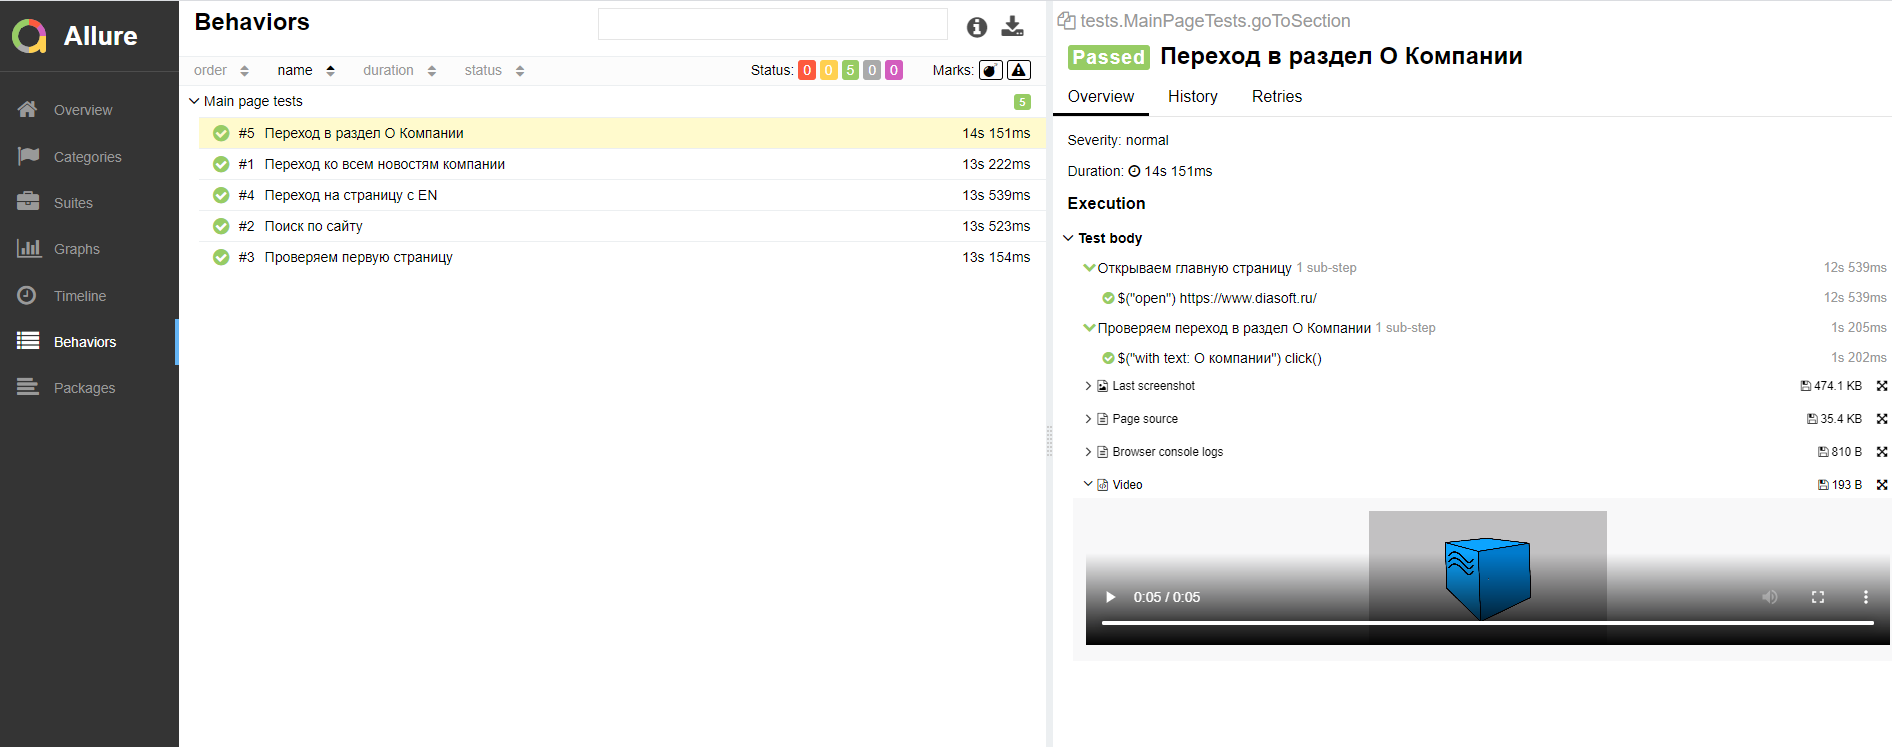 Allure
Overview
Categories
Suites
Graphs
Timeline
Behaviors
Packages
Behaviors
order name duration status Status: 0 0 5 0 0 Marks:
Main page tests 5
#5 Переход в раздел О Компании 14s 151ms
#1 Переход ко всем новостям компании 13s 222ms
#4 Переход на страницу с EN 13s 539ms
#2 Поиск по сайту 13s 523ms
#3 Проверяем первую страницу 13s 154ms
tests.MainPageTests.goToSection
Passed Переход в раздел О Компании
Overview History Retries
Severity: normal
Duration: 14s 151ms
Execution
Test body
Открываем главную страницу 1 sub-step 12s 539ms
$("open") https://www.diasoft.ru/ 12s 539ms
Проверяем переход в раздел О Компании 1 sub-step 1s 205ms
$("with text: О компании") click() 1s 202ms
Last screenshot 474.1 KB
Page source 35.4 KB
Browser console logs 810 B
Video 193 B
0:05 / 0:05